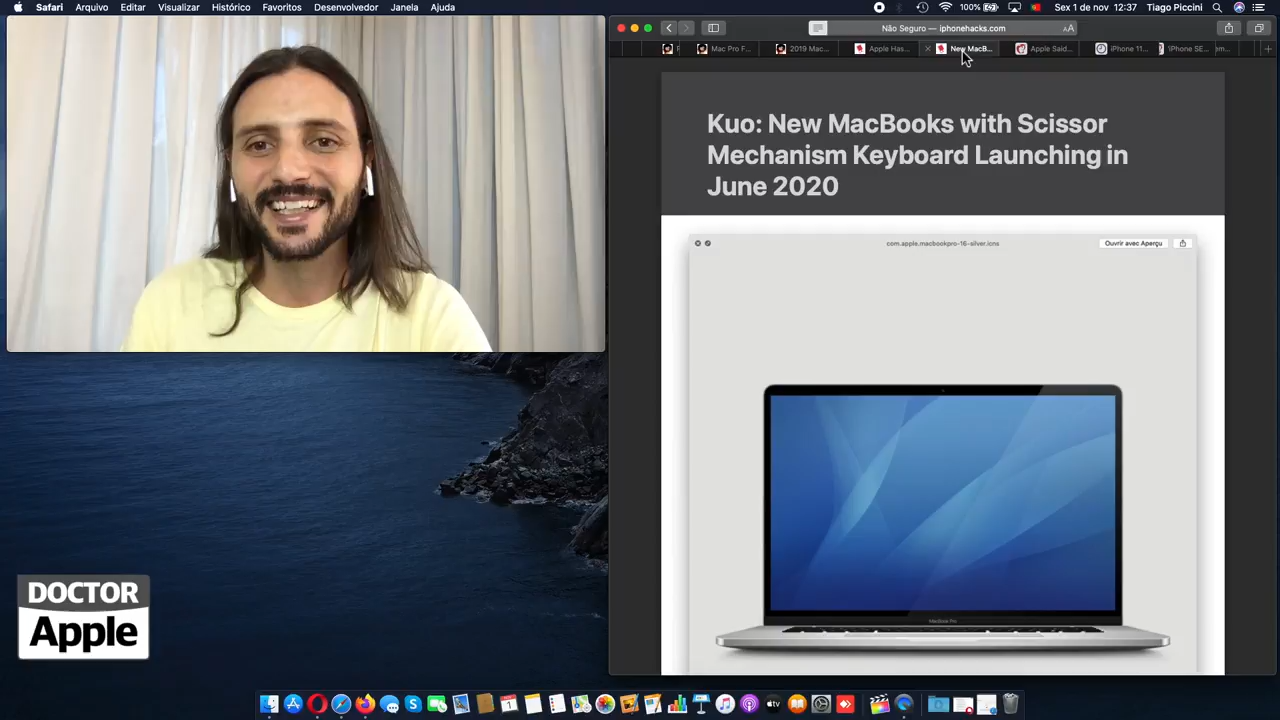 Safari Arquivo Editar Visualizar Histórico Favoritos Desenvolvedor Janela Ajuda
100% Sex 1 de nov 12:37 Tiago Piccini
Não Seguro — iphonehacks.com
Mac Pro F... 2019 Mac... Apple Has... New MacB... Apple Said... iPhone 11... iPhone SE...
Kuo: New MacBooks with Scissor
Mechanism Keyboard Launching in
June 2020
com.apple.macbookpro-16-silver.icns Ouvrir avec Aperçu
MacBook Pro
DOCTOR
Apple